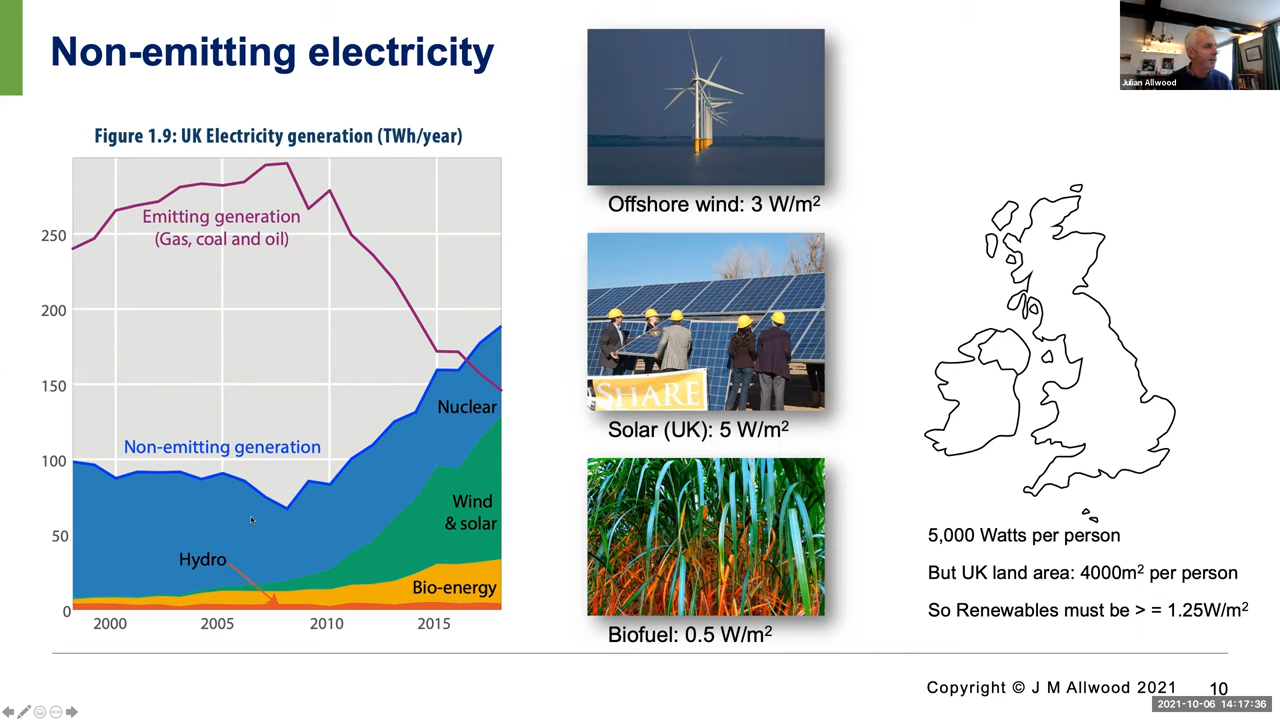 Non-emitting electricity
Figure 1.9: UK Electricity generation (TWh/year)
Emitting generation
(Gas, coal and oil)
250
200
150
100
50
0
Non-emitting generation
Nuclear
Wind
& solar
Hydro
Bio-energy
2000
2005
2010
2015
Offshore wind: 3 W/m²
SHARE
Solar (UK): 5 W/m²
Biofuel: 0.5 W/m²
Julian Allwood
5,000 Watts per person
But UK land area: 4000m² per person
So Renewables must be > = 1.25W/m²
Copyright © J M Allwood 2021
10
2021-10-06 14:17:36